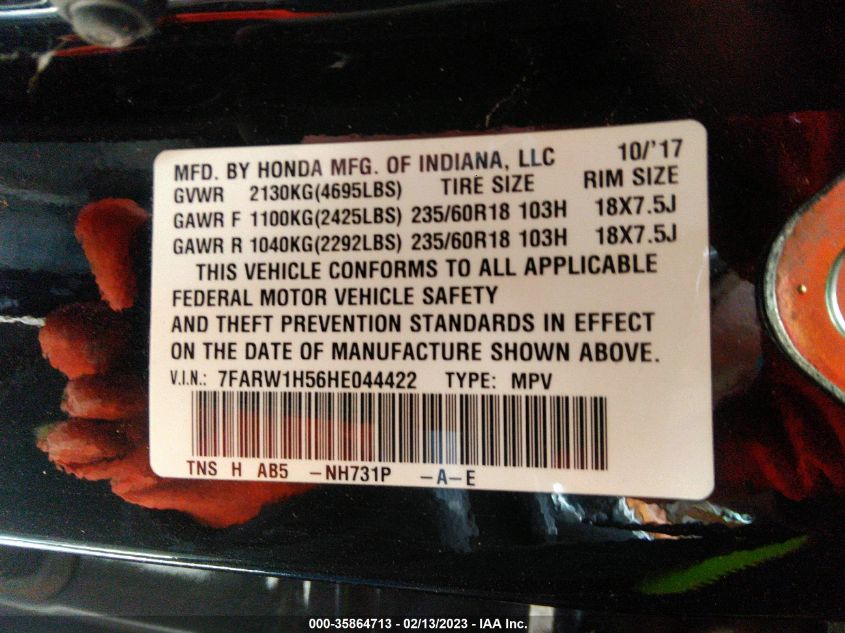 MFD. BY HONDA MFG. OF INDIANA, LLC 10/'17
GVWR 2130KG(4695LBS) TIRE SIZE RIM SIZE
GAWR F 1100KG(2425LBS) 235/60R18 103H 18X7.5J
GAWR R 1040KG(2292LBS) 235/60R18 103H 18X7.5J
THIS VEHICLE CONFORMS TO ALL APPLICABLE
FEDERAL MOTOR VEHICLE SAFETY
AND THEFT PREVENTION STANDARDS IN EFFECT
ON THE DATE OF MANUFACTURE SHOWN ABOVE.
V.I.N.: 7FARW1H56HE044422 TYPE: MPV
TNS H AB5 -NH731P -A-E
000-35864713 - 02/13/2023 - IAA Inc.